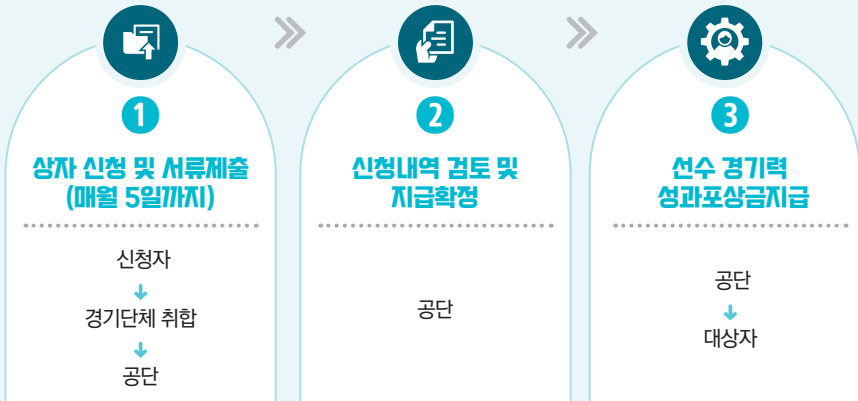 1
상자 신청 및 서류제출
(매월 5일까지)
신청자
경기단체 취합
공단
2
신청내역 검토 및
지급확정
공단
3
선수 경기력
성과포상금지급
공단
대상자